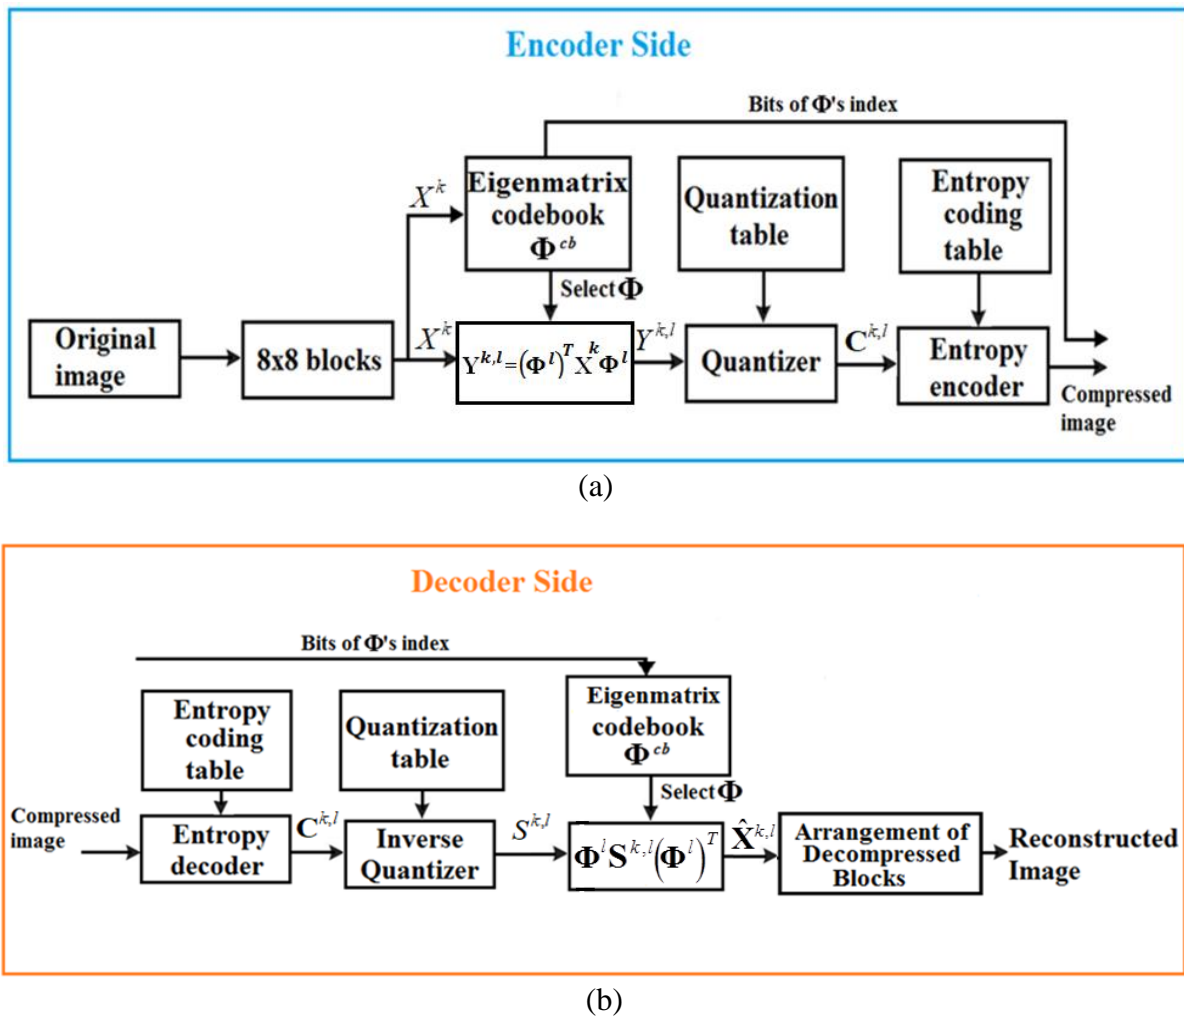 Encoder Side
Bits of Φ's index
X^k
Eigenmatrix
codebook
Φ^cb
Quantization
table
Entropy
coding
table
Select Φ
Original
image
8x8 blocks
X^k
Y^k,l=(Φ^l)^T X^k Φ^l
Y^k,l
Quantizer
C^k,l
Entropy
encoder
Compressed
image
(a)
Decoder Side
Bits of Φ's index
Entropy
coding
table
Quantization
table
Eigenmatrix
codebook
Φ^cb
Select Φ
Compressed
image
Entropy
decoder
C^k,l
Inverse
Quantizer
S^k,l
Φ^l S^k,l (Φ^l)^T
X̂^k,l
Arrangement of
Decompressed
Blocks
Reconstructed
Image
(b)